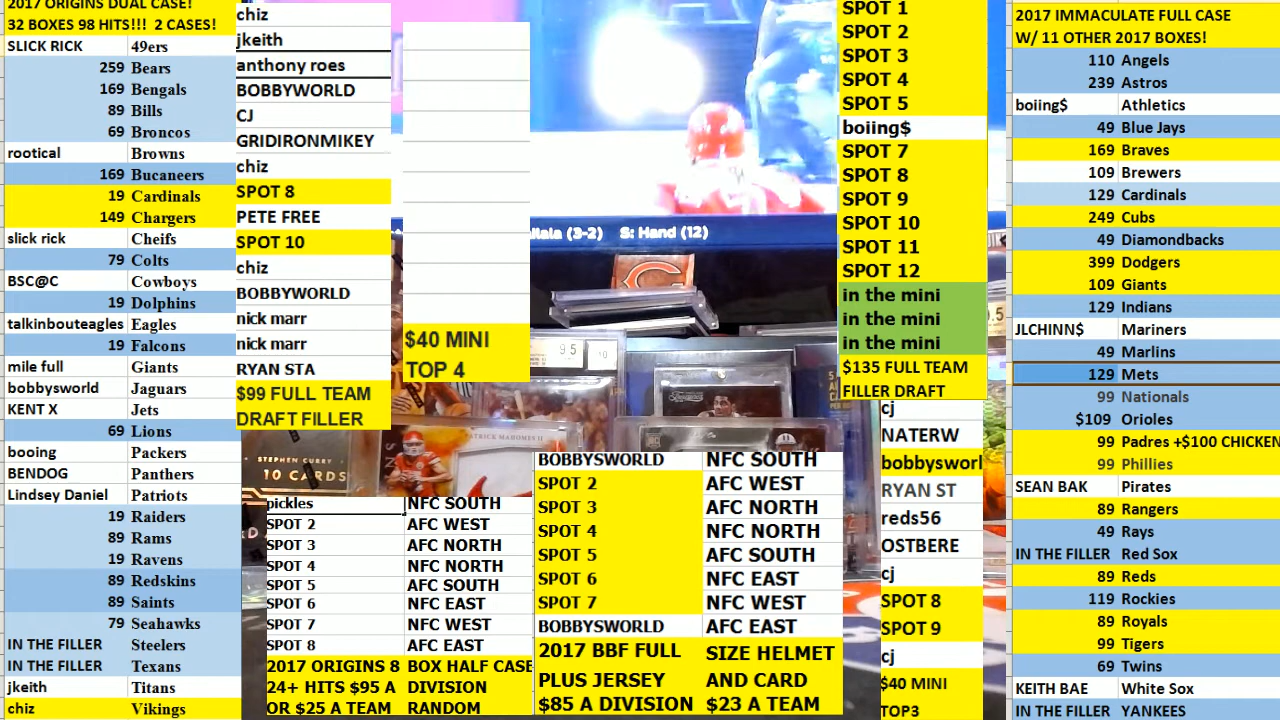 2017 ORIGINS DUAL CASE!
32 BOXES 98 HITS!!! 2 CASES!
SLICK RICK 49ers
259 Bears
169 Bengals
89 Bills
69 Broncos
rootical Browns
169 Bucaneers
19 Cardinals
149 Chargers
slick rick Cheifs
79 Colts
BSC@C Cowboys
19 Dolphins
talkinbouteagles Eagles
19 Falcons
mile full Giants
bobbysworld Jaguars
KENT X Jets
69 Lions
booing Packers
BENDOG Panthers
Lindsey Daniel Patriots
19 Raiders
89 Rams
19 Ravens
89 Redskins
89 Saints
79 Seahawks
IN THE FILLER Steelers
IN THE FILLER Texans
jkeith Titans
chiz Vikings
chiz
jkeith
anthony roes
BOBBYWORLD
CJ
GRIDIRONMIKEY
chiz
SPOT 8
PETE FREE
SPOT 10
chiz
BOBBYWORLD
nick marr
nick marr
RYAN STA
$99 FULL TEAM
DRAFT FILLER
$40 MINI
TOP 4
(3-2) S: Hand (12)
9.5
PATRICK MAHOMES II
STEPHEN CURRY
10 CARDS
pickles NFC SOUTH
SPOT 2 AFC WEST
SPOT 3 AFC NORTH
SPOT 4 NFC NORTH
SPOT 5 AFC SOUTH
SPOT 6 NFC EAST
SPOT 7 NFC WEST
SPOT 8 AFC EAST
2017 ORIGINS 8 BOX HALF CASE
24+ HITS $95 A DIVISION
OR $25 A TEAM RANDOM
BOBBYSWORLD NFC SOUTH
SPOT 2 AFC WEST
SPOT 3 AFC NORTH
SPOT 4 NFC NORTH
SPOT 5 AFC SOUTH
SPOT 6 NFC EAST
SPOT 7 NFC WEST
BOBBYSWORLD AFC EAST
2017 BBF FULL SIZE HELMET
PLUS JERSEY AND CARD
$85 A DIVISION $23 A TEAM
SPOT 1
SPOT 2
SPOT 3
SPOT 4
SPOT 5
boiing$
SPOT 7
SPOT 8
SPOT 9
SPOT 10
SPOT 11
SPOT 12
in the mini
in the mini
in the mini
$135 FULL TEAM
FILLER DRAFT
cj
NATERW
bobbysworl
RYAN ST
reds56
OSTBERE
cj
SPOT 8
SPOT 9
cj
$40 MINI
TOP3
2017 IMMACULATE FULL CASE
W/ 11 OTHER 2017 BOXES!
110 Angels
239 Astros
boiing$ Athletics
49 Blue Jays
169 Braves
109 Brewers
129 Cardinals
249 Cubs
49 Diamondbacks
399 Dodgers
109 Giants
129 Indians
JLCHINN$ Mariners
49 Marlins
129 Mets
99 Nationals
$109 Orioles
99 Padres +$100 CHICKEN
99 Phillies
SEAN BAK Pirates
89 Rangers
49 Rays
IN THE FILLER Red Sox
89 Reds
119 Rockies
89 Royals
99 Tigers
69 Twins
KEITH BAE White Sox
IN THE FILLER YANKEES